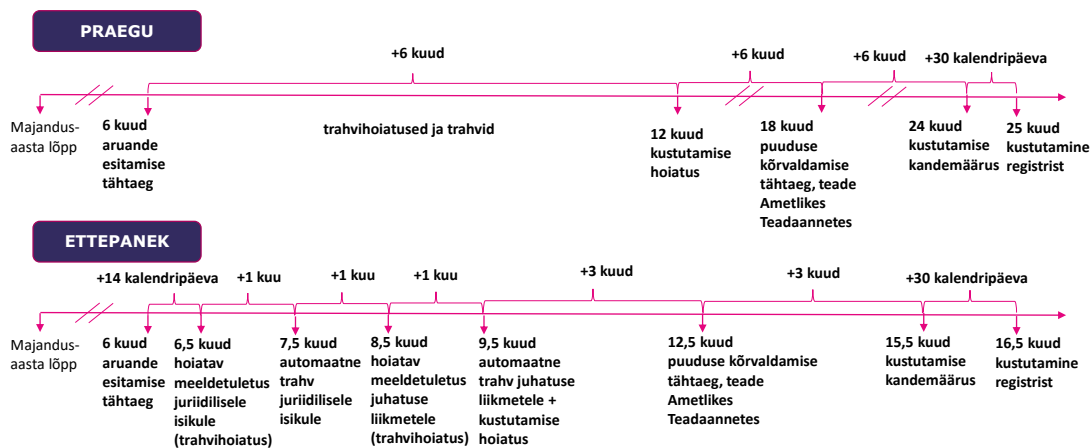 PRAEGU
+6 kuud
+6 kuud
+6 kuud
+30 kalendripäeva
Majandus-
aasta lõpp
6 kuud
aruande
esitamise
tähtaeg
trahvihoiatused ja trahvid
12 kuud
kustutamise
hoiatus
18 kuud
puuduse
kõrvaldamise
tähtaeg, teade
Ametlikes
Teadaannetes
24 kuud
kustutamise
kandemäärus
25 kuud
kustutamine
registrist
ETTEPANEK
+14 kalendripäeva
+1 kuu
+1 kuu
+1 kuu
+3 kuud
+3 kuud
+30 kalendripäeva
Majandus-
aasta lõpp
6 kuud
aruande
esitamise
tähtaeg
6,5 kuud
hoiatav
meeldetuletus
juriidilisele
isikule
(trahvihoiatus)
7,5 kuud
automaatne
trahv
juriidilisele
isikule
8,5 kuud
hoiatav
meeldetuletus
juhatuse
liikmetele
(trahvihoiatus)
9,5 kuud
automaatne
trahv juhatuse
liikmetele +
kustutamise
hoiatus
12,5 kuud
puuduse kõrvaldamise
tähtaeg, teade
Ametlikes
Teadaannetes
15,5 kuud
kustutamise
kandemäärus
16,5 kuud
kustutamine
registrist